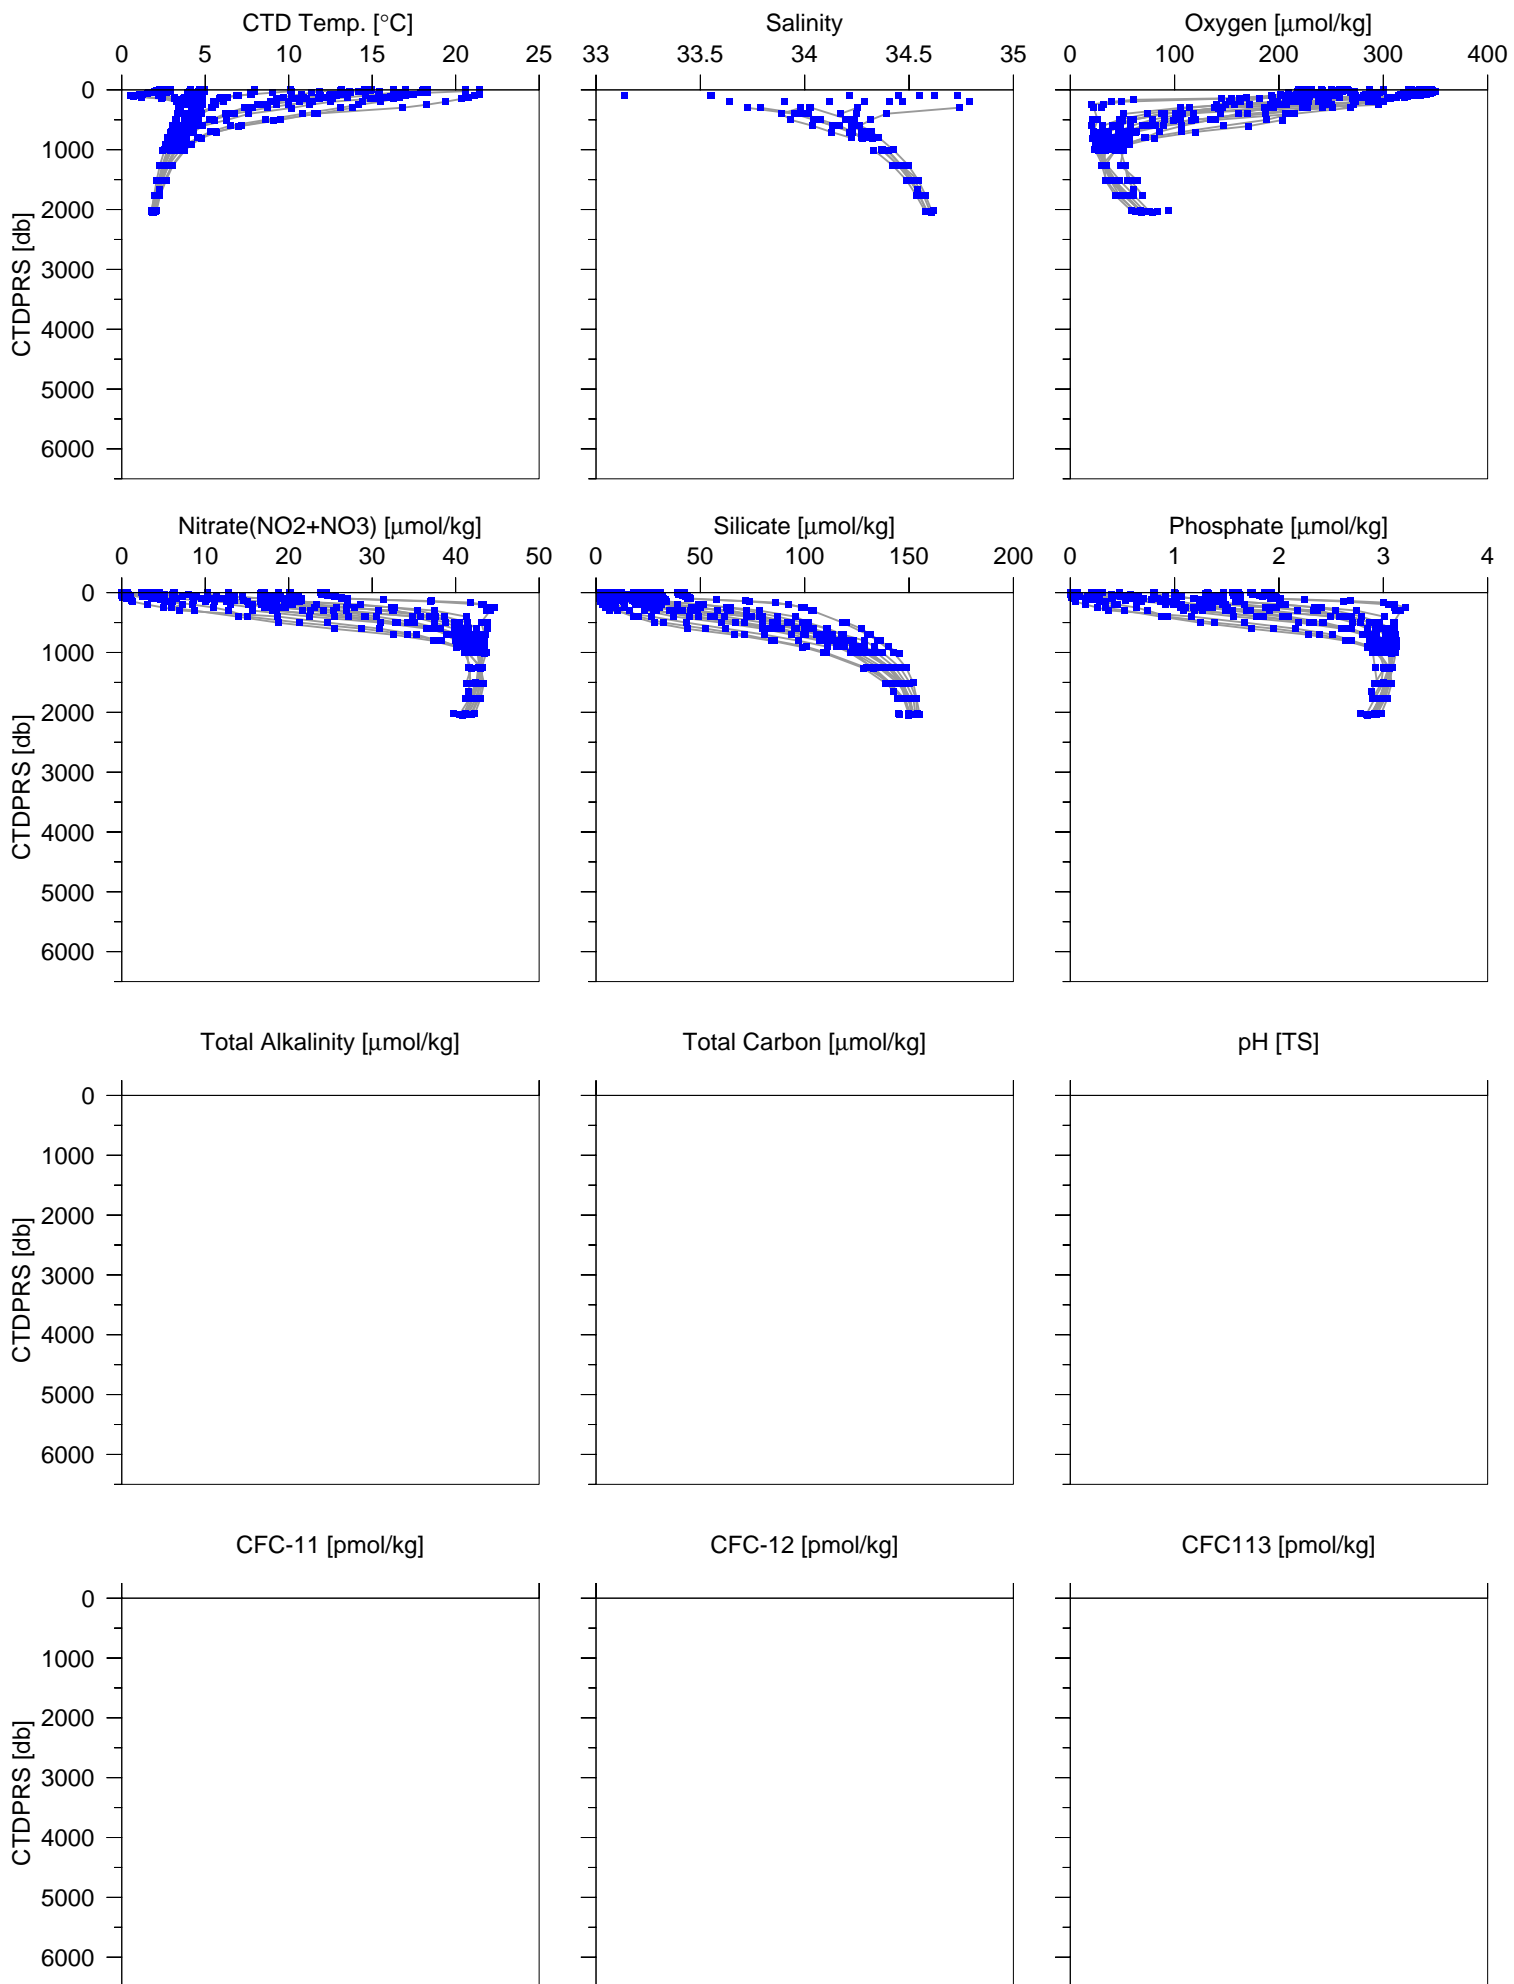 CTD Temp. [°C] Salinity Oxygen [μmol/kg]
0 5 10 15 20 25 33 33.5 34 34.5 35 0 100 200 300 400
0
1000
2000
3000
4000
5000
6000
CTDPRS [db]
Nitrate(NO2+NO3) [μmol/kg] Silicate [μmol/kg] Phosphate [μmol/kg]
0 10 20 30 40 50 0 50 100 150 200 0 1 2 3 4
0
1000
2000
3000
4000
5000
6000
CTDPRS [db]
Total Alkalinity [μmol/kg] Total Carbon [μmol/kg] pH [TS]
0
1000
2000
3000
4000
5000
6000
CTDPRS [db]
CFC-11 [pmol/kg] CFC-12 [pmol/kg] CFC113 [pmol/kg]
0
1000
2000
3000
4000
5000
6000
CTDPRS [db]